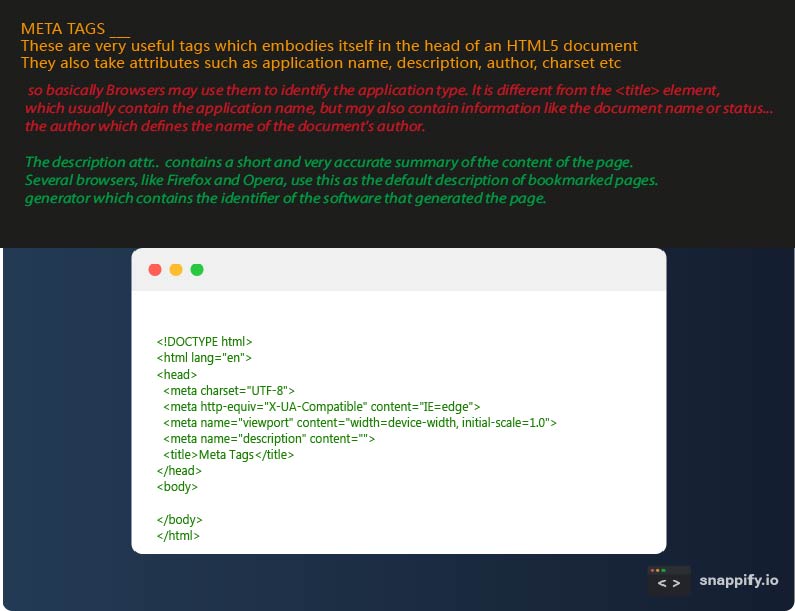 META TAGS ___
These are very useful tags which embodies itself in the head of an HTML5 document
They also take attributes such as application name, description, author, charset etc
so basically Browsers may use them to identify the application type. It is different from the <title> element,
which usually contain the application name, but may also contain information like the document name or status...
the author which defines the name of the document's author.
The description attr.. contains a short and very accurate summary of the content of the page.
Several browsers, like Firefox and Opera, use this as the default description of bookmarked pages.
generator which contains the identifier of the software that generated the page.
<!DOCTYPE html>
<html lang="en">
<head>
<meta charset="UTF-8">
<meta http-equiv="X-UA-Compatible" content="IE=edge">
<meta name="viewport" content="width=device-width, initial-scale=1.0">
<meta name="description" content="">
<title>Meta Tags</title>
</head>
<body>
</body>
</html>
< > snappify.io